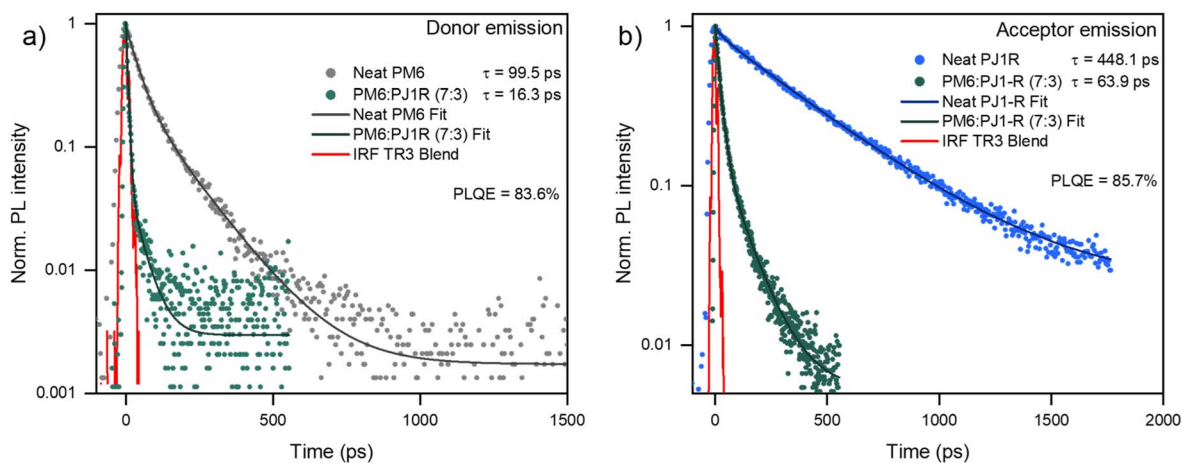 a)
Donor emission
Neat PM6 τ = 99.5 ps
PM6:PJ1R (7:3) τ = 16.3 ps
Neat PM6 Fit
PM6:PJ1R (7:3) Fit
IRF TR3 Blend
PLQE = 83.6%
Norm. PL intensity
1
0.1
0.01
0.001
0 500 1000 1500
Time (ps)
b)
Acceptor emission
Neat PJ1R τ = 448.1 ps
PM6:PJ1-R (7:3) τ = 63.9 ps
Neat PJ1-R Fit
PM6:PJ1-R (7:3) Fit
IRF TR3 Blend
PLQE = 85.7%
Norm. PL intensity
1
0.1
0.01
0 500 1000 1500 2000
Time (ps)